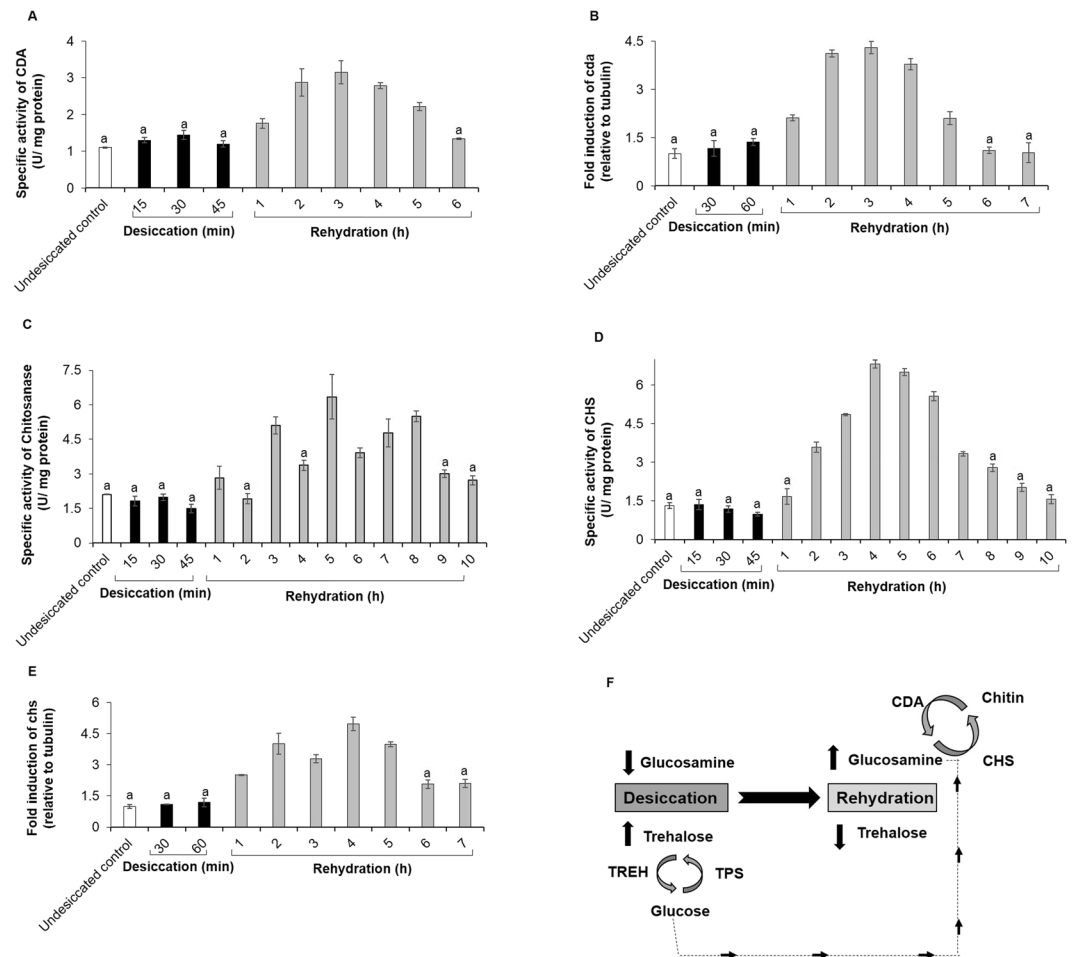 A
Specific activity of CDA
(U/ mg protein)
4
3
2
1
0
a
a
a
a
a
Undesiccated control
15
30
45
1
2
3
4
5
6
Desiccation (min)
Rehydration (h)
B
Fold induction of cda
(relative to tubulin)
4.5
3
1.5
0
a
a
a
a
a
Undesiccated control
30
60
1
2
3
4
5
6
7
Desiccation (min)
Rehydration (h)
C
Specific activity of Chitosanase
(U/ mg protein)
7.5
6
4.5
3
1.5
0
a
a
a
a
a
a
a
a
Undesiccated control
15
30
45
1
2
3
4
5
6
7
8
9
10
Desiccation (min)
Rehydration (h)
D
Specific activity of CHS
(U/ mg protein)
6
4.5
3
1.5
0
a
a
a
a
a
a
a
a
Undesiccated control
15
30
45
1
2
3
4
5
6
7
8
9
10
Desiccation (min)
Rehydration (h)
E
Fold induction of chs
(relative to tubulin)
6
4.5
3
1.5
0
a
a
a
a
a
Undesiccated control
30
60
1
2
3
4
5
6
7
Desiccation (min)
Rehydration (h)
F
CDA
Chitin
CHS
Glucosamine
Glucosamine
Desiccation
Rehydration
Trehalose
Trehalose
TREH
TPS
Glucose